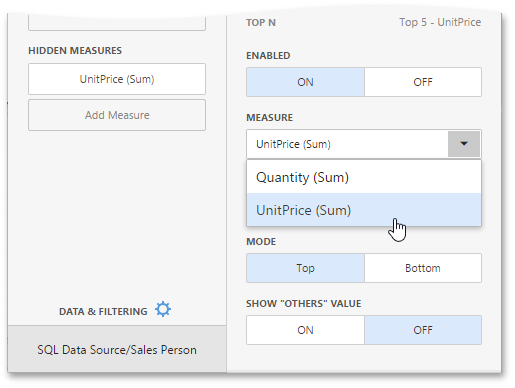 HIDDEN MEASURES
UnitPrice (Sum)
Add Measure
DATA & FILTERING
SQL Data Source/Sales Person
TOP N
Top 5 - UnitPrice
ENABLED
ON
OFF
MEASURE
UnitPrice (Sum)
Quantity (Sum)
UnitPrice (Sum)
MODE
Top
Bottom
SHOW "OTHERS" VALUE
ON
OFF